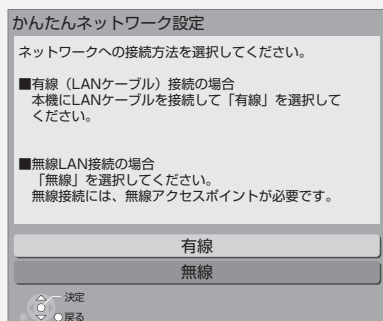 かんたんネットワーク設定
ネットワークへの接続方法を選択してください。
■有線（LANケーブル）接続の場合
本機にLANケーブルを接続して「有線」を選択して
ください。
■無線LAN接続の場合
「無線」を選択してください。
無線接続には、無線アクセスポイントが必要です。
有線
無線
決定
戻る